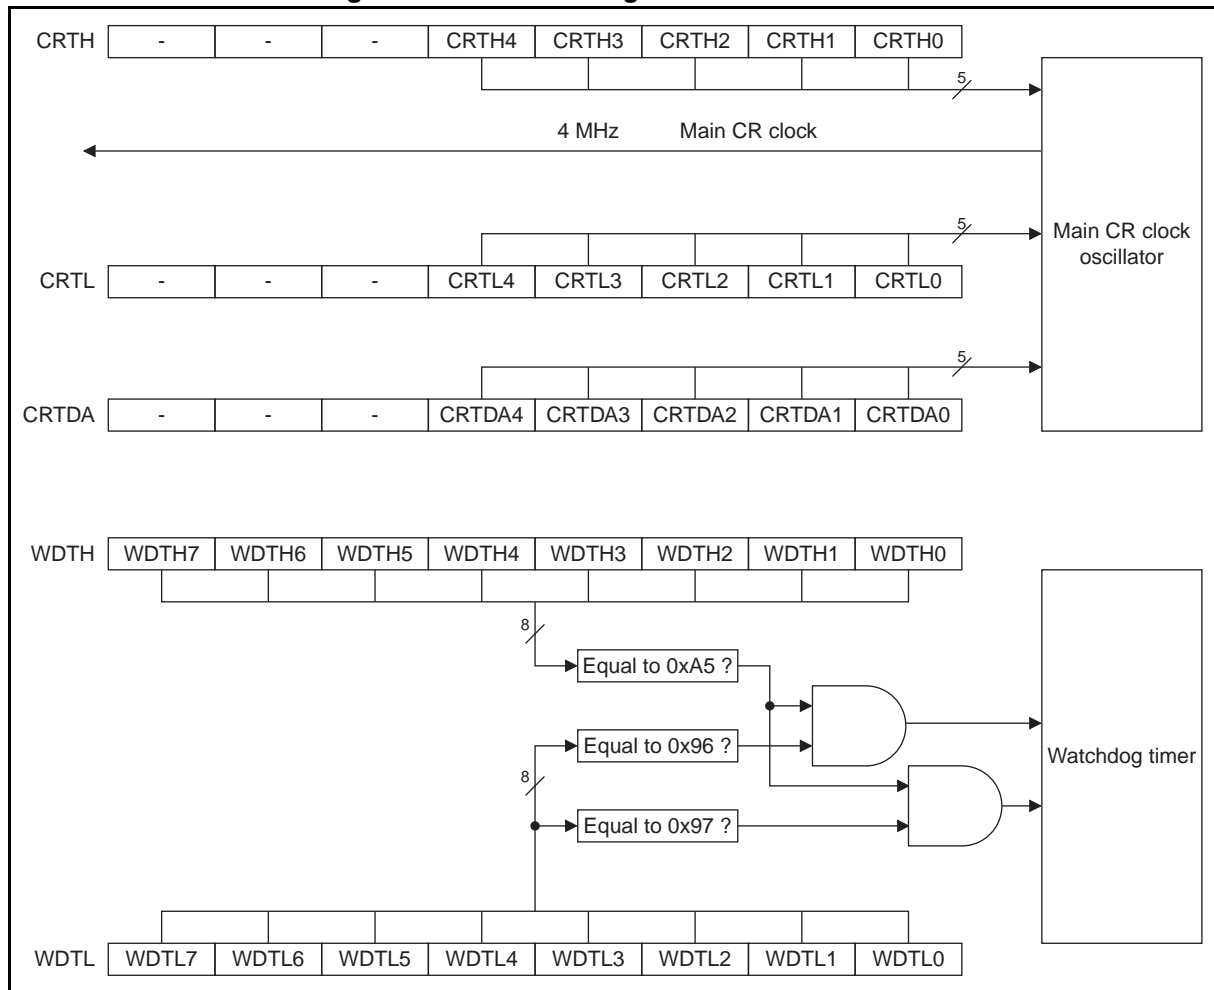 CRTH - - - CRTH4 CRTH3 CRTH2 CRTH1 CRTH0
5
4 MHz Main CR clock
5
Main CR clock
oscillator
CRTL - - - CRTL4 CRTL3 CRTL2 CRTL1 CRTL0
5
CRTDA - - - CRTDA4 CRTDA3 CRTDA2 CRTDA1 CRTDA0
WDTH WDTH7 WDTH6 WDTH5 WDTH4 WDTH3 WDTH2 WDTH1 WDTH0
8
Equal to 0xA5 ?
Equal to 0x96 ?
Watchdog timer
8
Equal to 0x97 ?
WDTL WDTL7 WDTL6 WDTL5 WDTL4 WDTL3 WDTL2 WDTL1 WDTL0